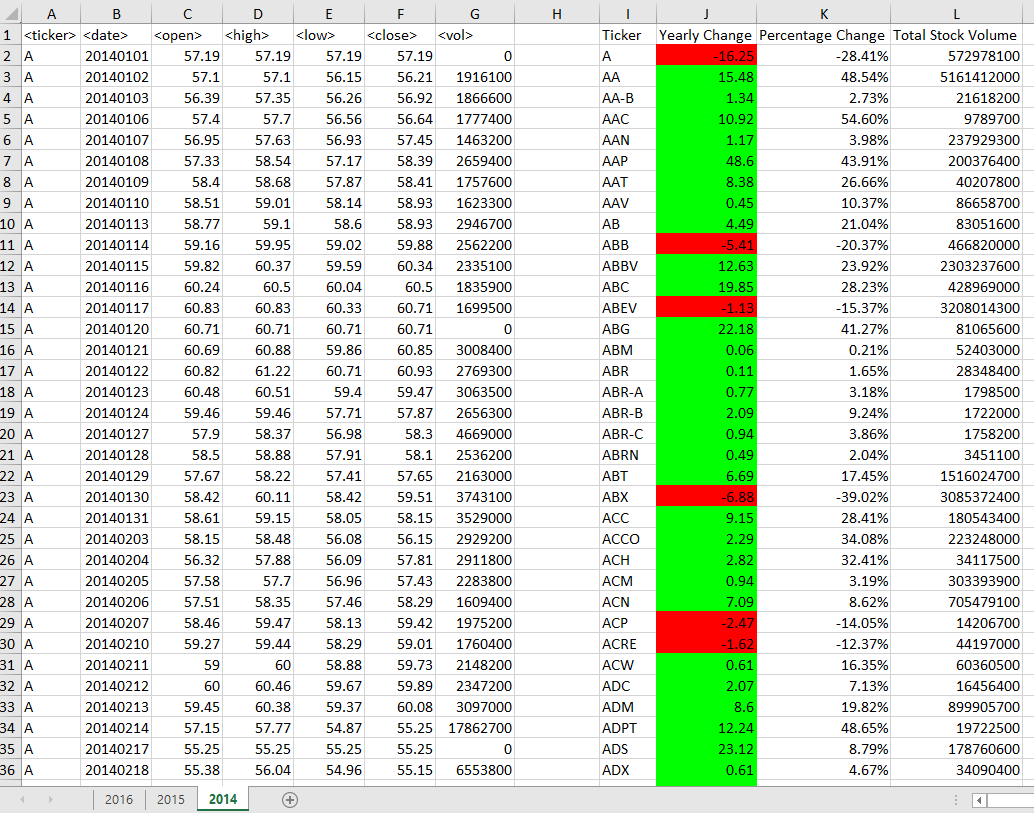 A B C D E F G H I J K L
1 <ticker> <date> <open> <high> <low> <close> <vol> Ticker Yearly Change Percentage Change Total Stock Volume
2 A 20140101 57.19 57.19 57.19 57.19 0 A -16.25 -28.41% 572978100
3 A 20140102 57.1 57.1 56.15 56.21 1916100 AA 15.48 48.54% 5161412000
4 A 20140103 56.39 57.35 56.26 56.92 1866600 AA-B 1.34 2.73% 21618200
5 A 20140106 57.4 57.7 56.56 56.64 1777400 AAC 10.92 54.60% 9789700
6 A 20140107 56.95 57.63 56.93 57.45 1463200 AAN 1.17 3.98% 237929300
7 A 20140108 57.33 58.54 57.17 58.39 2659400 AAP 48.6 43.91% 200376400
8 A 20140109 58.4 58.68 57.87 58.41 1757600 AAT 8.38 26.66% 40207800
9 A 20140110 58.51 59.01 58.14 58.93 1623300 AAV 0.45 10.37% 86658700
10 A 20140113 58.77 59.1 58.6 58.93 2946700 AB 4.49 21.04% 83051600
11 A 20140114 59.16 59.95 59.02 59.88 2562200 ABB -5.41 -20.37% 466820000
12 A 20140115 59.82 60.37 59.59 60.34 2335100 ABBV 12.63 23.92% 2303237600
13 A 20140116 60.24 60.5 60.04 60.5 1835900 ABC 19.85 28.23% 428969000
14 A 20140117 60.83 60.83 60.33 60.71 1699500 ABEV -1.13 -15.37% 3208014300
15 A 20140120 60.71 60.71 60.71 60.71 0 ABG 22.18 41.27% 81065600
16 A 20140121 60.69 60.88 59.86 60.85 3008400 ABM 0.06 0.21% 52403000
17 A 20140122 60.82 61.22 60.71 60.93 2769300 ABR 0.11 1.65% 28348400
18 A 20140123 60.48 60.51 59.4 59.47 3063500 ABR-A 0.77 3.18% 1798500
19 A 20140124 59.46 59.46 57.71 57.87 2656300 ABR-B 2.09 9.24% 1722000
20 A 20140127 57.9 58.37 56.98 58.3 4669000 ABR-C 0.94 3.86% 1758200
21 A 20140128 58.5 58.88 57.91 58.1 2536200 ABRN 0.49 2.04% 3451100
22 A 20140129 57.67 58.22 57.41 57.65 2163000 ABT 6.69 17.45% 1516024700
23 A 20140130 58.42 60.11 58.42 59.51 3743100 ABX -6.88 -39.02% 3085372400
24 A 20140131 58.61 59.15 58.05 58.15 3529000 ACC 9.15 28.41% 180543400
25 A 20140203 58.15 58.48 56.08 56.15 2929200 ACCO 2.29 34.08% 223248000
26 A 20140204 56.32 57.88 56.09 57.81 2911800 ACH 2.82 32.41% 34117500
27 A 20140205 57.58 57.7 56.96 57.43 2283800 ACM 0.94 3.19% 303393900
28 A 20140206 57.51 58.35 57.46 58.29 1609400 ACN 7.09 8.62% 705479100
29 A 20140207 58.46 59.47 58.13 59.42 1975200 ACP -2.47 -14.05% 14206700
30 A 20140210 59.27 59.44 58.29 59.01 1760400 ACRE -1.62 -12.37% 44197000
31 A 20140211 59 60 58.88 59.73 2148200 ACW 0.61 16.35% 60360500
32 A 20140212 60 60.46 59.67 59.89 2347200 ADC 2.07 7.13% 16456400
33 A 20140213 59.45 60.38 59.37 60.08 3097000 ADM 8.6 19.82% 899905700
34 A 20140214 57.15 57.77 54.87 55.25 17862700 ADPT 12.24 48.65% 19722500
35 A 20140217 55.25 55.25 55.25 55.25 0 ADS 23.12 8.79% 178760600
36 A 20140218 55.38 56.04 54.96 55.15 6553800 ADX 0.61 4.67% 34090400
2016 2015 2014